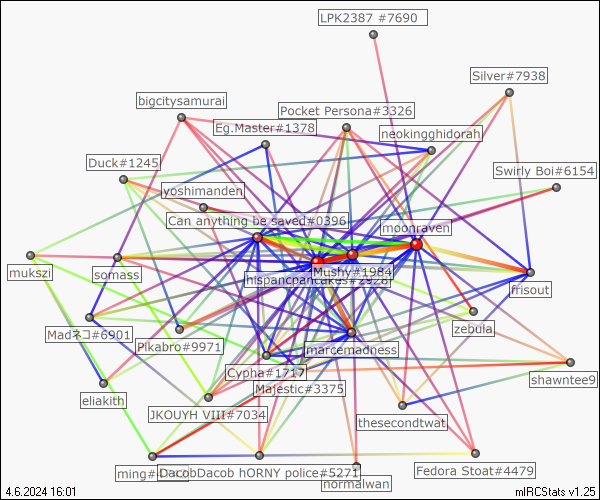 LPK2387 #7690
Silver#7938
bigcitysamurai
Pocket Persona#3326
Eg.Master#1378
neokingghidorah
Duck#1245
Swirly Boi#6154
yoshimanden
Can anything be saved#0396
moonraven
mukszi
somass
Mushy#1984
hispancpancakes#2928
frisout
zebula
Madネコ#6901
Pikabro#9971
marcemadness
Cypha#1717
shawntee9
Majestic#3375
eliakith
JKOUYH VIII#7034
thesecondtwat
DacobDacob hORNY police#5271
Fedora Stoat#4479
normalwan
4.6.2024 16:01
mIRCStats v1.25